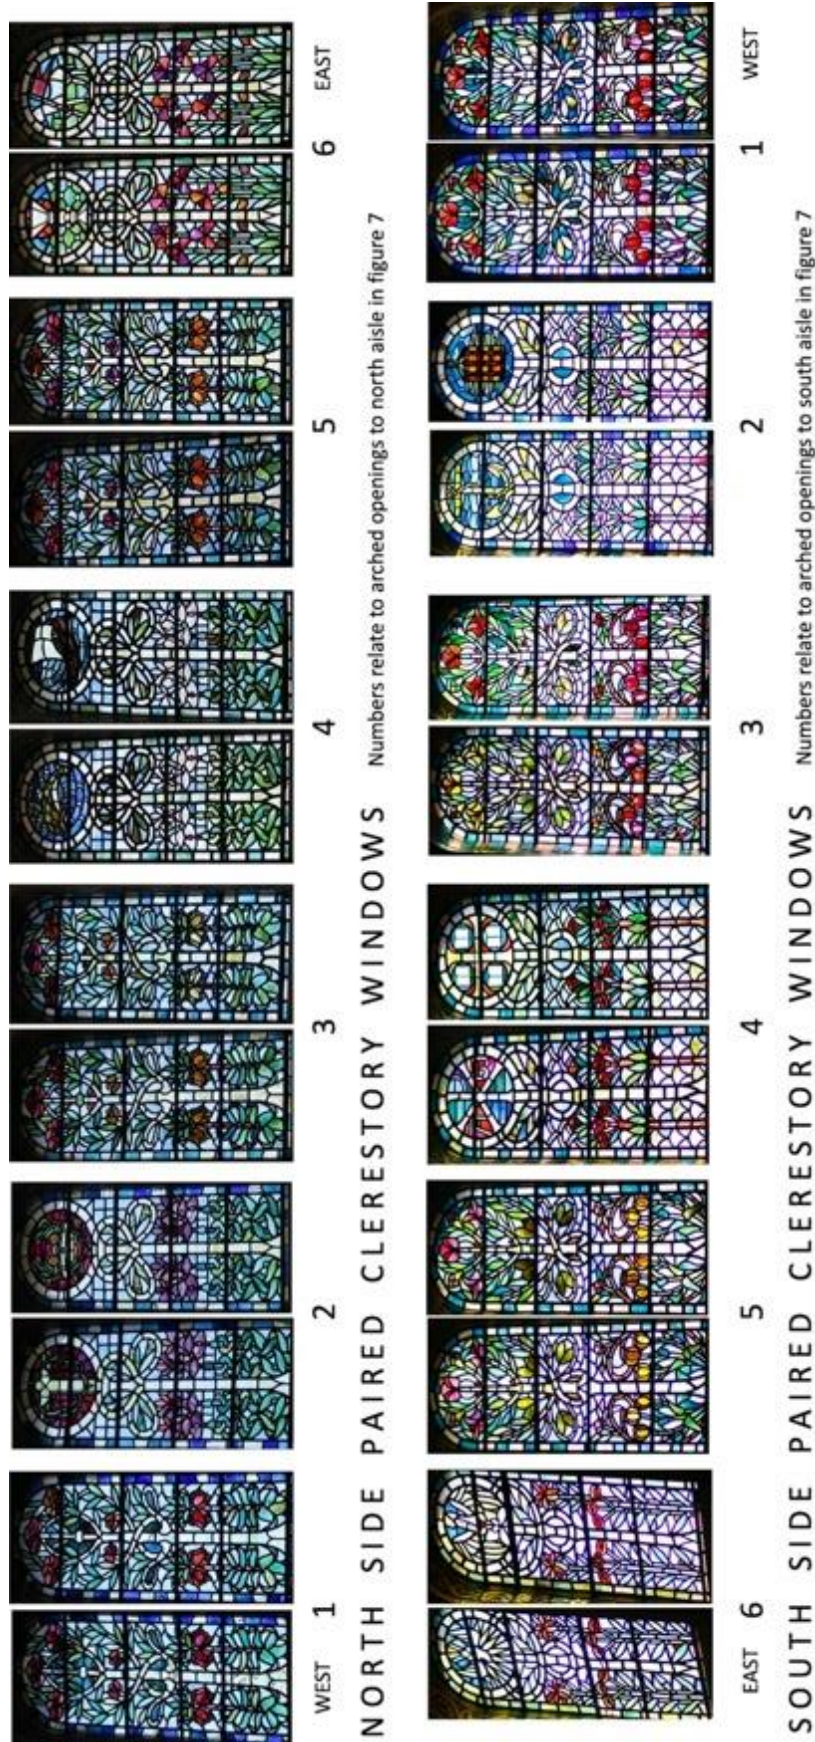 WEST 1 2 3 4 5 6 EAST
NORTH SIDE PAIRED CLERESTORY WINDOWS Numbers relate to arched openings to north aisle in figure 7
EAST 6 5 4 3 2 1 WEST
SOUTH SIDE PAIRED CLERESTORY WINDOWS Numbers relate to arched openings to south aisle in figure 7